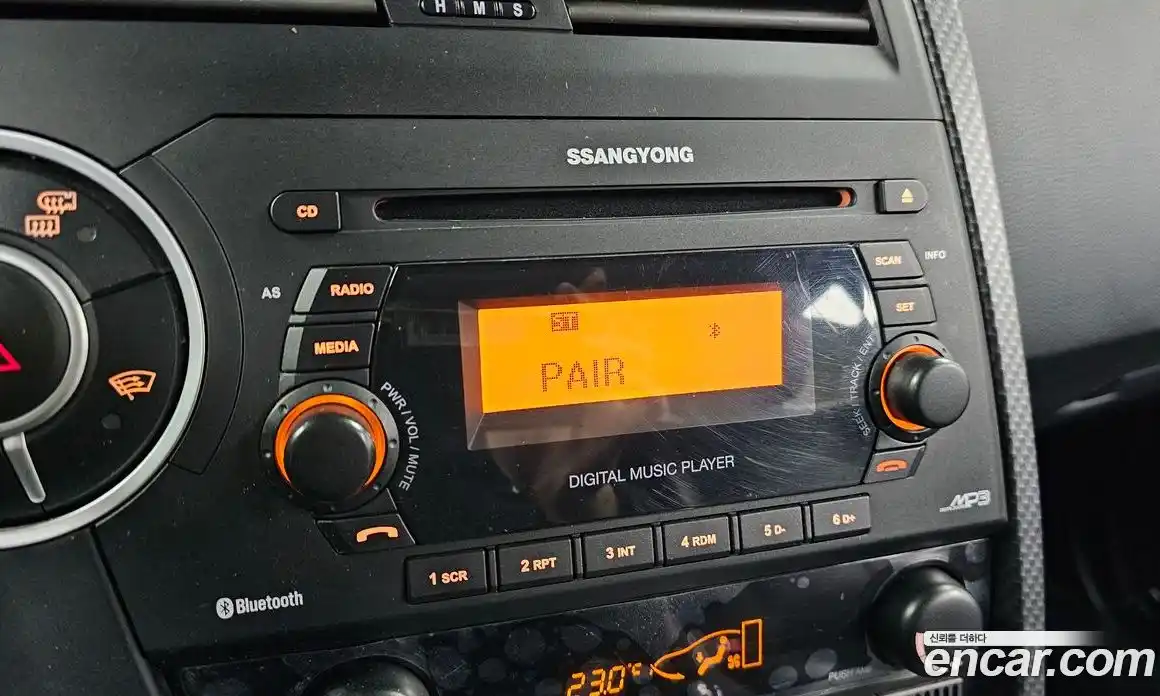 H M S
SSANGYONG
CD
SCAN INFO
AS RADIO
SET
MEDIA
ST
PAIR
PWR / VOL / MUTE
SEEK / TRACK / ENT
DIGITAL MUSIC PLAYER
MP3
1 SCR 2 RPT 3 INT 4 RDM 5 D- 6 D+
Bluetooth
23.0°C
PUSH
신뢰를 더하다
encar.com